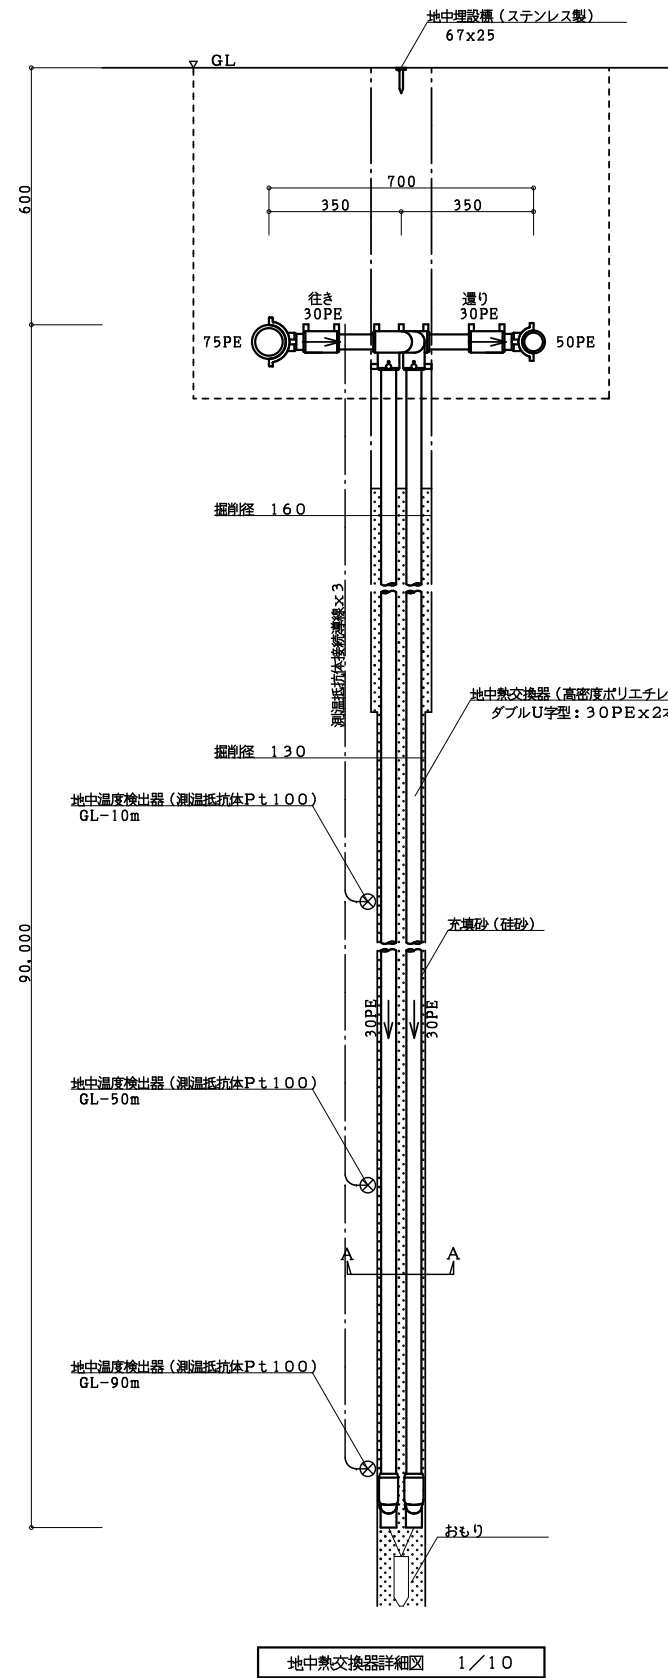 地中埋設標（ステンレス製）
67x25
GL
600
700
350
350
往き
30PE
還り
30PE
75PE
50PE
掘削径 160
測温抵抗体接続導線x3
地中熱交換器（高密度ポリエチレ
ダブルU字型：30PEx2本
掘削径 130
地中温度検出器（測温抵抗体Pt100）
GL-10m
充填砂（硅砂）
90,000
30PE
30PE
地中温度検出器（測温抵抗体Pt100）
GL-50m
A
A
地中温度検出器（測温抵抗体Pt100）
GL-90m
おもり
地中熱交換器詳細図 1／10